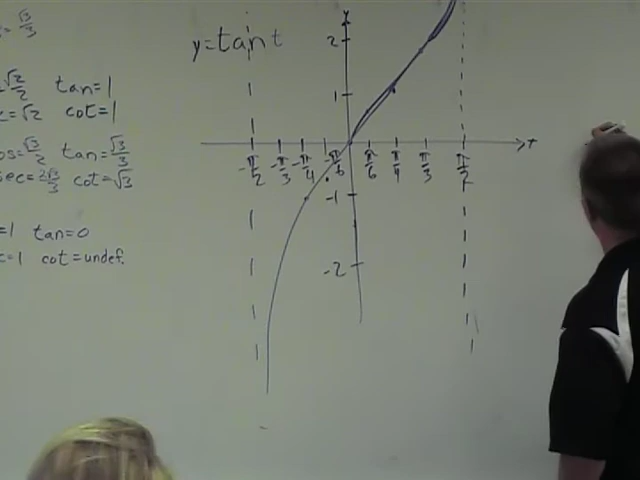 = √3/3
√2/2 tan=1
c=√2 cot=1
os=√3/2 tan=√3/3
sec=2√3/3 cot=√3
=1 tan=0
=1 cot=undef.
y=tan t
y
2
1
-π/2 -π/3 -π/4 -π/6 π/6 π/4 π/3 π/2 t
-1
-2